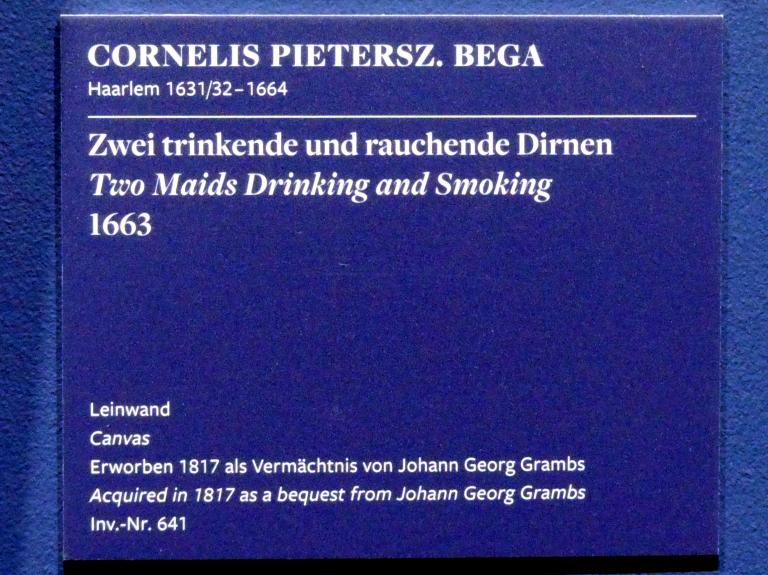 CORNELIS PIETERSZ. BEGA
Haarlem 1631/32–1664
Zwei trinkende und rauchende Dirnen
Two Maids Drinking and Smoking
1663
Leinwand
Canvas
Erworben 1817 als Vermächtnis von Johann Georg Grambs
Acquired in 1817 as a bequest from Johann Georg Grambs
Inv.-Nr. 641